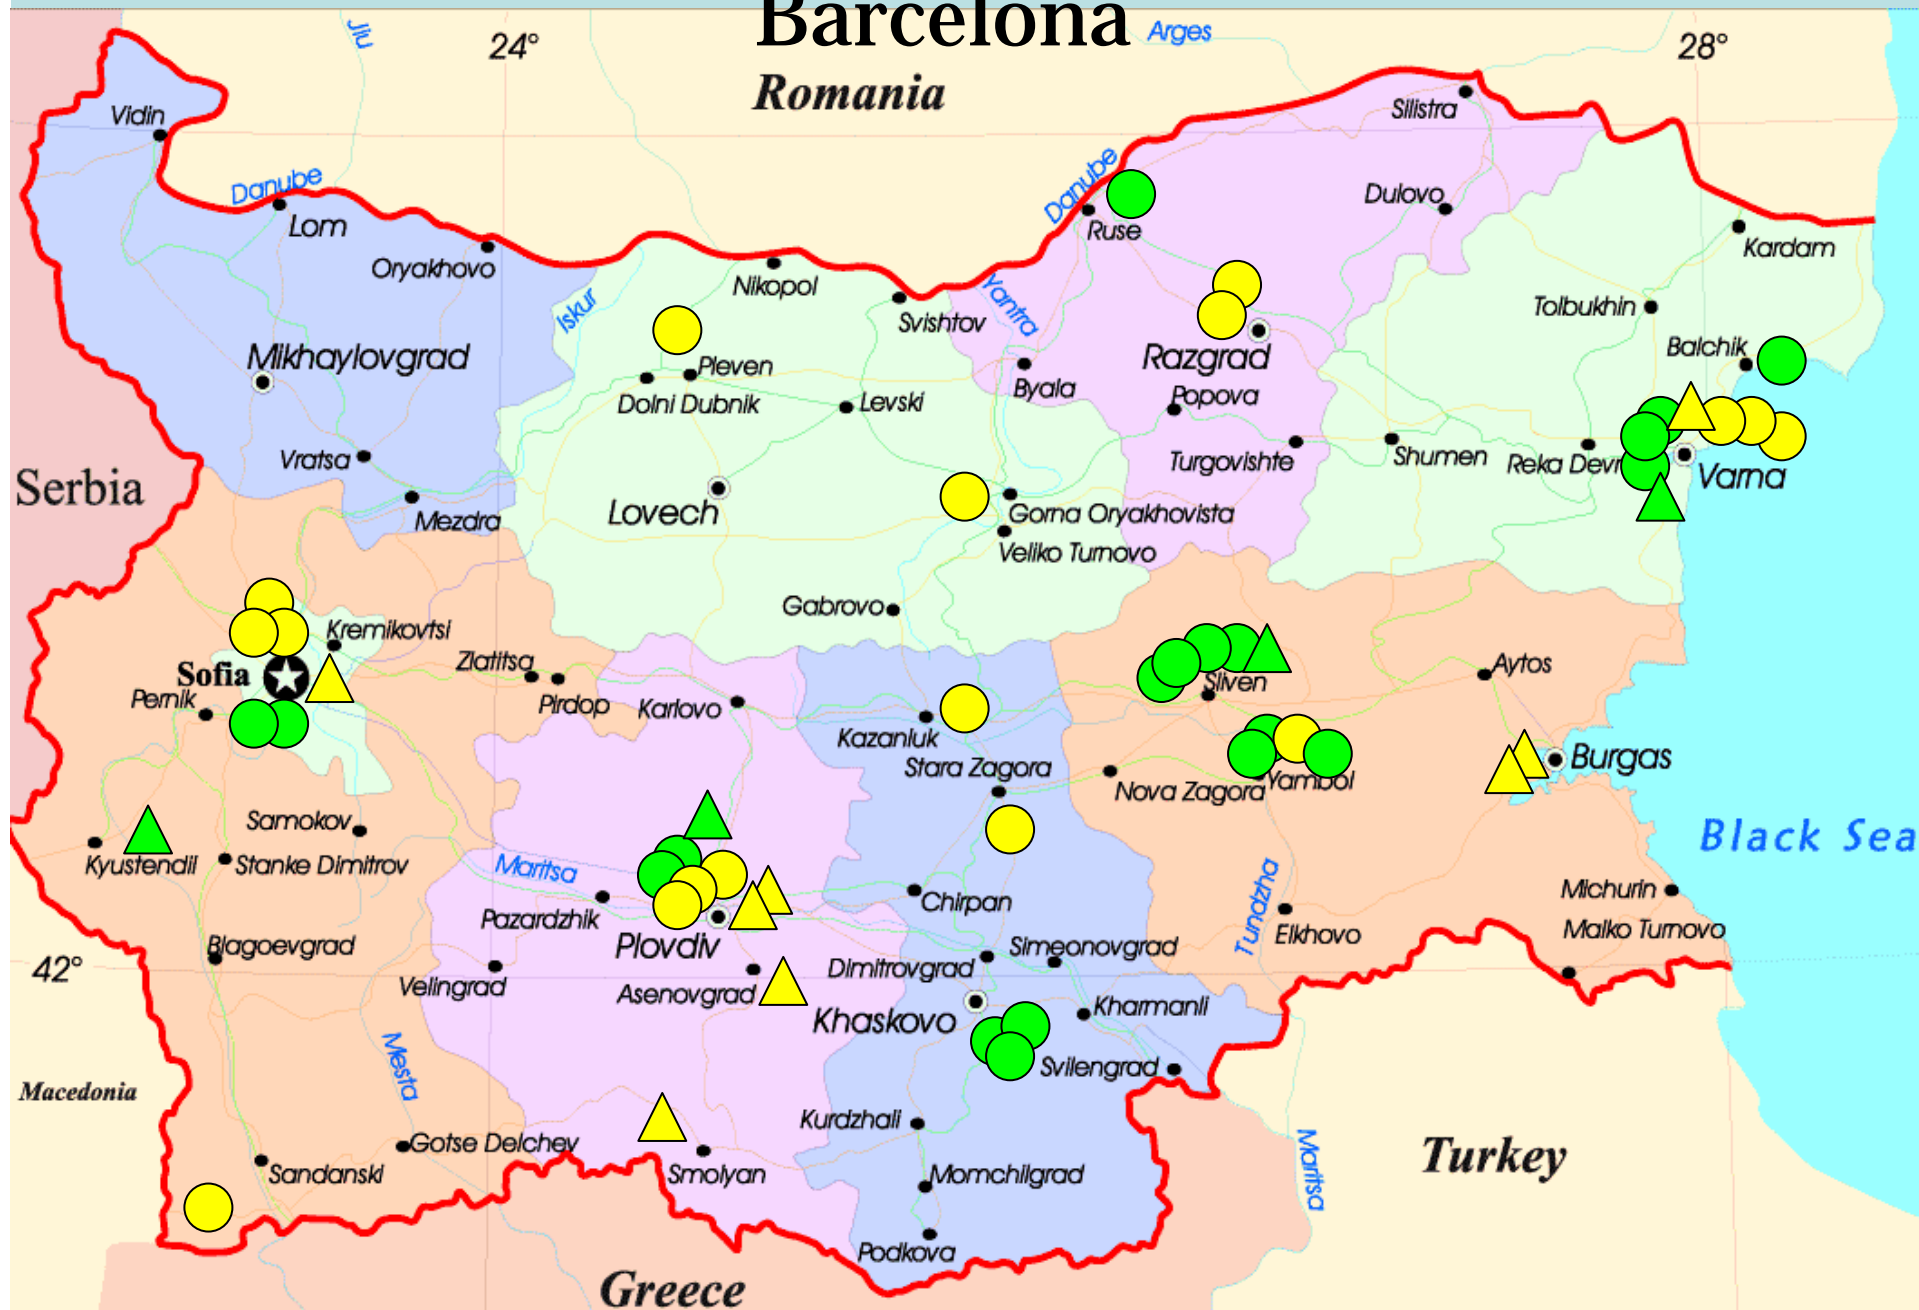 Barcelona
Jiu
24°
Arges
28°
Romania
Vidin
Silistra
Danube
Danube
Lom
Dulovo
Ruse
Oryakhovo
Kardam
Nikopol
Iskur
Yantra
Svishtov
Tolbukhin
Mikhaylovgrad
Razgrad
Balchik
Pleven
Byala
Dolni Dubnik
Levski
Popova
Vratsa
Turgovishte
Shumen
Reka Devn
Varna
Serbia
Lovech
Mezdra
Gorna Oryakhovista
Veliko Turnovo
Gabrovo
Kremikovtsi
Sofia
Zlatitsa
Sliven
Aytos
Pernik
Pirdop
Karlovo
Kazanluk
Stara Zagora
Burgas
Nova Zagora
Yambol
Samokov
Black Sea
Kyustendil
Stanke Dimitrov
Maritsa
Pazardzhik
Chirpan
Michurin
Tundzha
Elkhovo
Malko Turnovo
Blagoevgrad
Plovdiv
Simeonovgrad
42°
Dimitrovgrad
Velingrad
Asenovgrad
Khaskovo
Kharmanli
Mesta
Svilengrad
Macedonia
Kurdzhali
Gotse Delchev
Sandanski
Smolyan
Momchilgrad
Maritsa
Turkey
Podkova
Greece